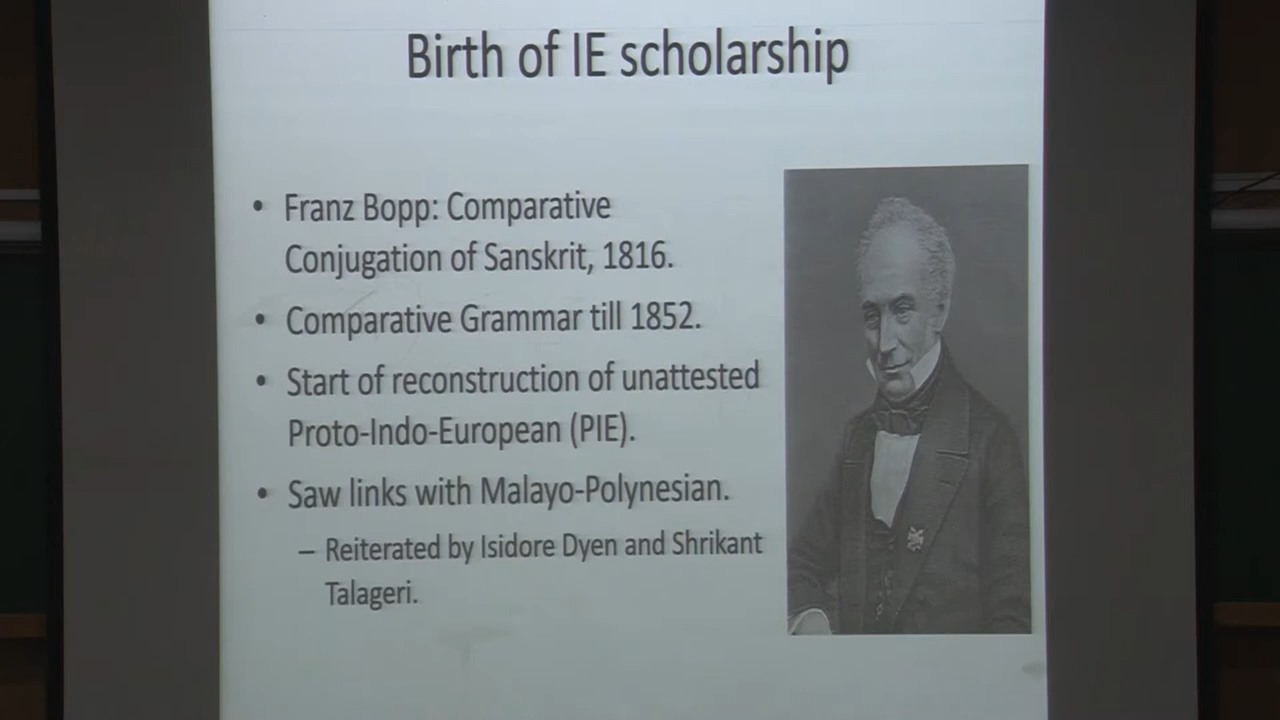 Birth of IE scholarship
• Franz Bopp: Comparative
Conjugation of Sanskrit, 1816.
• Comparative Grammar till 1852.
• Start of reconstruction of unattested
Proto-Indo-European (PIE).
• Saw links with Malayo-Polynesian.
– Reiterated by Isidore Dyen and Shrikant
Talageri.